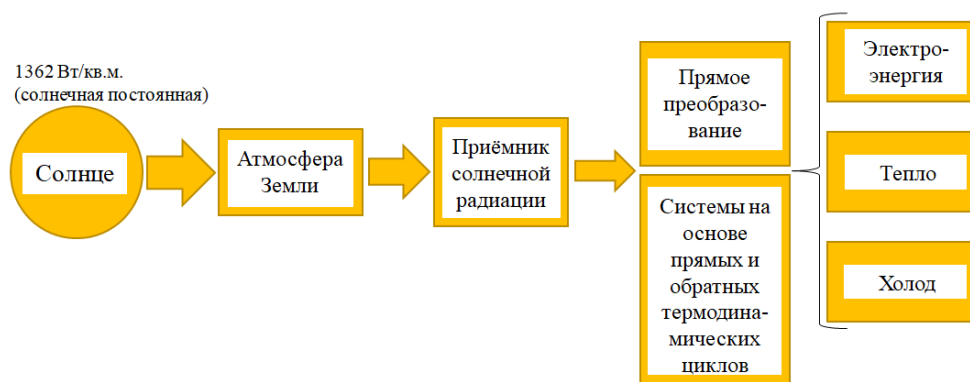 1362 Вт/кв.м.
(солнечная постоянная)
Солнце
Атмосфера
Земли
Приёмник
солнечной
радиации
Прямое
преобразо-
вание
Системы на
основе
прямых и
обратных
термодина-
мических
циклов
Электро-
энергия
Тепло
Холод